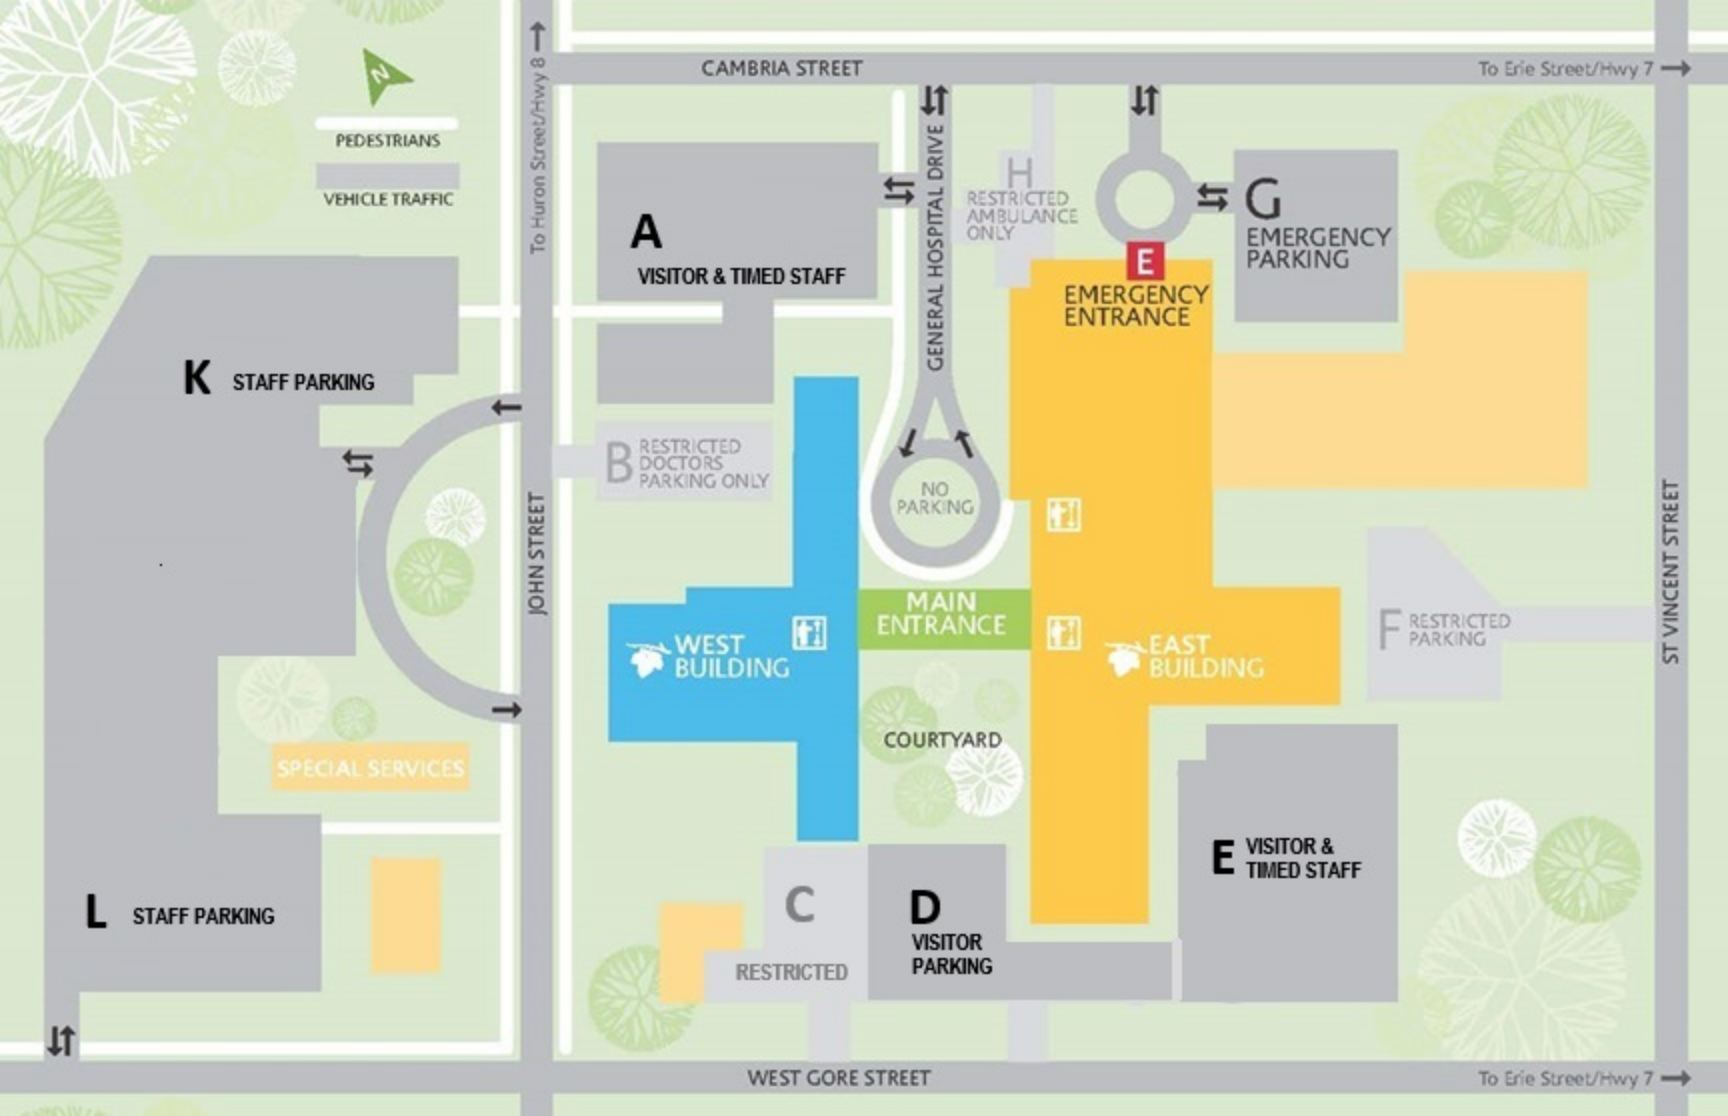 CAMBRIA STREET
To Erie Street/Hwy 7
To Huron Street/Hwy 8
N
PEDESTRIANS
VEHICLE TRAFFIC
A
VISITOR & TIMED STAFF
GENERAL HOSPITAL DRIVE
H
RESTRICTED
AMBULANCE
ONLY
G
EMERGENCY
PARKING
E
EMERGENCY
ENTRANCE
K STAFF PARKING
B RESTRICTED
DOCTORS
PARKING ONLY
NO
PARKING
JOHN STREET
ST VINCENT STREET
MAIN
ENTRANCE
WEST
BUILDING
EAST
BUILDING
F RESTRICTED
PARKING
COURTYARD
SPECIAL SERVICES
E VISITOR &
TIMED STAFF
L STAFF PARKING
C
RESTRICTED
D
VISITOR
PARKING
WEST GORE STREET
To Erie Street/Hwy 7